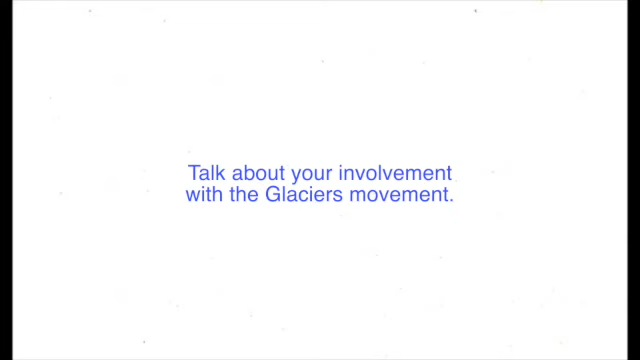 Talk about your involvement
with the Glaciers movement.